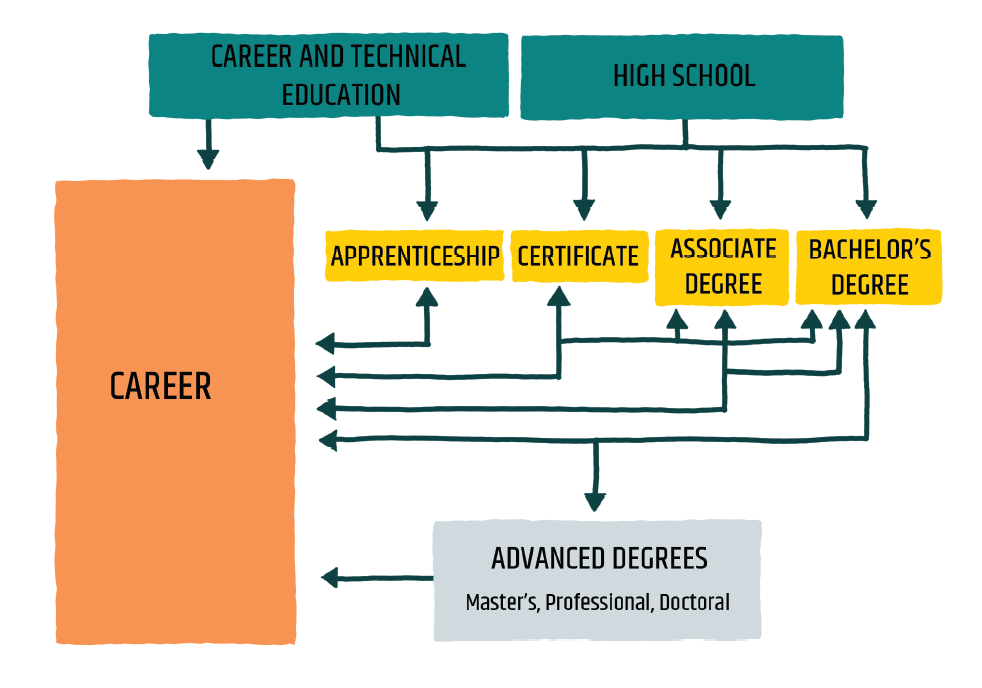 CAREER AND TECHNICAL
EDUCATION
HIGH SCHOOL
APPRENTICESHIP
CERTIFICATE
ASSOCIATE
DEGREE
BACHELOR'S
DEGREE
CAREER
ADVANCED DEGREES
Master's, Professional, Doctoral